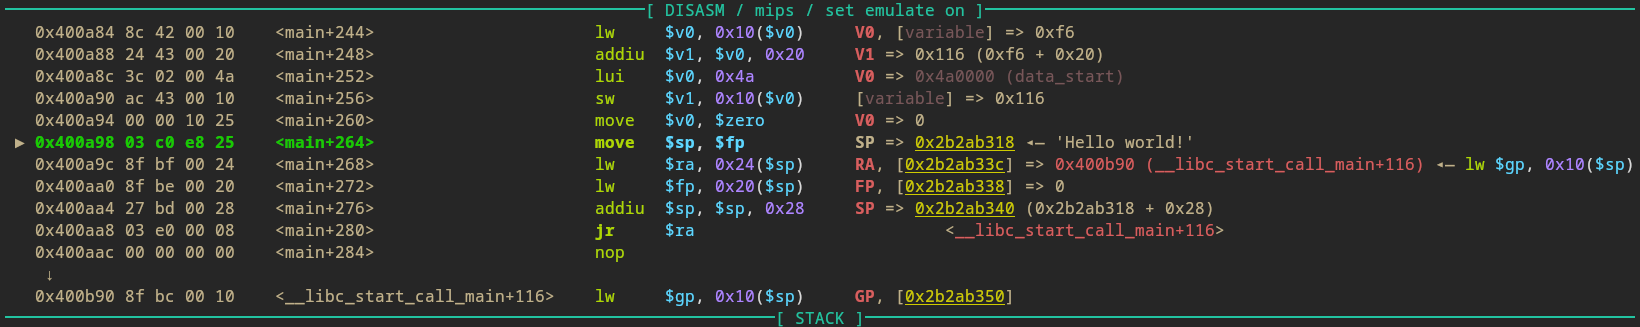 [ DISASM / mips / set emulate on ]
0x400a84 8c 42 00 10 <main+244> lw $v0, 0x10($v0) V0, [variable] => 0xf6
0x400a88 24 43 00 20 <main+248> addiu $v1, $v0, 0x20 V1 => 0x116 (0xf6 + 0x20)
0x400a8c 3c 02 00 4a <main+252> lui $v0, 0x4a V0 => 0x4a0000 (data_start)
0x400a90 ac 43 00 10 <main+256> sw $v1, 0x10($v0) [variable] => 0x116
0x400a94 00 00 10 25 <main+260> move $v0, $zero V0 => 0
► 0x400a98 03 c0 e8 25 <main+264> move $sp, $fp SP => 0x2b2ab318 ◂— 'Hello world!'
0x400a9c 8f bf 00 24 <main+268> lw $ra, 0x24($sp) RA, [0x2b2ab33c] => 0x400b90 (__libc_start_call_main+116) ◂— lw $gp, 0x10($sp)
0x400aa0 8f be 00 20 <main+272> lw $fp, 0x20($sp) FP, [0x2b2ab338] => 0
0x400aa4 27 bd 00 28 <main+276> addiu $sp, $sp, 0x28 SP => 0x2b2ab340 (0x2b2ab318 + 0x28)
0x400aa8 03 e0 00 08 <main+280> jr $ra <__libc_start_call_main+116>
0x400aac 00 00 00 00 <main+284> nop
↓
0x400b90 8f bc 00 10 <__libc_start_call_main+116> lw $gp, 0x10($sp) GP, [0x2b2ab350]
[ STACK ]